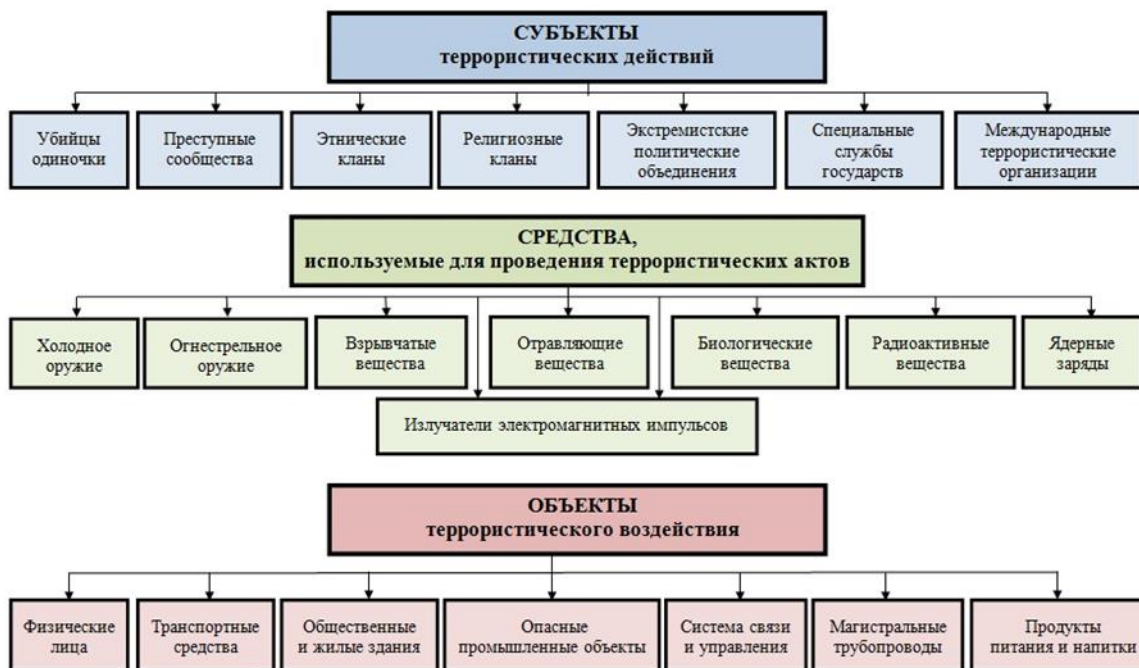 СУБЪЕКТЫ
террористических действий
Убийцы
одиночки
Преступные
сообщества
Этнические
кланы
Религиозные
кланы
Экстремистские
политические
объединения
Специальные
службы
государств
Международные
террористические
организации
СРЕДСТВА,
используемые для проведения террористических актов
Холодное
оружие
Огнестрельное
оружие
Взрывчатые
вещества
Отравляющие
вещества
Биологические
вещества
Радиоактивные
вещества
Ядерные
заряды
Излучатели электромагнитных импульсов
ОБЪЕКТЫ
террористического воздействия
Физические
лица
Транспортные
средства
Общественные
и жилые здания
Опасные
промышленные объекты
Система связи
и управления
Магистральные
трубопроводы
Продукты
питания и напитки